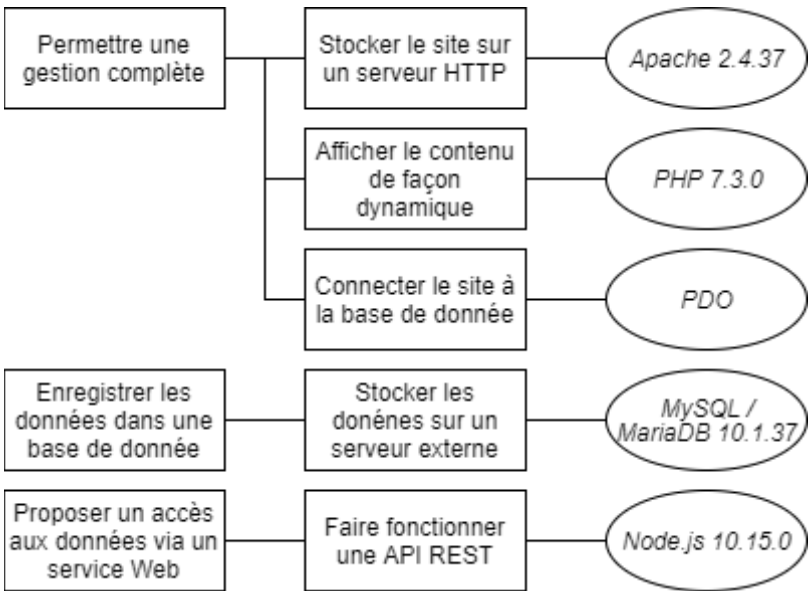 Permettre une
gestion complète
Stocker le site sur
un serveur HTTP
Apache 2.4.37
Afficher le contenu
de façon
dynamique
PHP 7.3.0
Connecter le site à
la base de donnée
PDO
Enregistrer les
données dans une
base de donnée
Stocker les
donénes sur un
serveur externe
MySQL /
MariaDB 10.1.37
Proposer un accès
aux données via un
service Web
Faire fonctionner
une API REST
Node.js 10.15.0